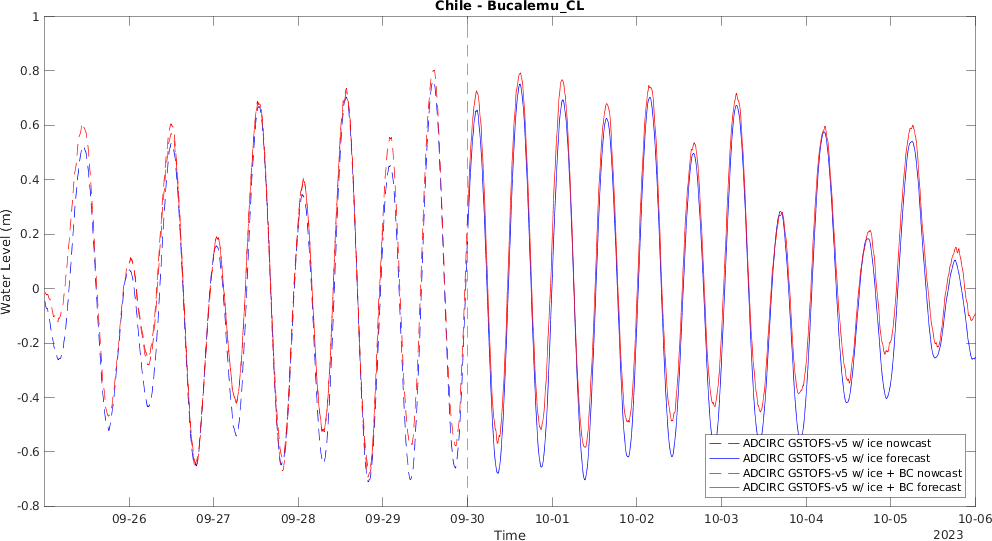 Chile - Bucalemu_CL
1
0.8
0.6
0.4
0.2
0
-0.2
-0.4
-0.6
-0.8
Water Level (m)
ADCIRC GSTOFS-v5 w/ ice nowcast
ADCIRC GSTOFS-v5 w/ ice forecast
ADCIRC GSTOFS-v5 w/ ice + BC nowcast
ADCIRC GSTOFS-v5 w/ ice + BC forecast
09-26 09-27 09-28 09-29 09-30 10-01 10-02 10-03 10-04 10-05 10-06
Time
2023